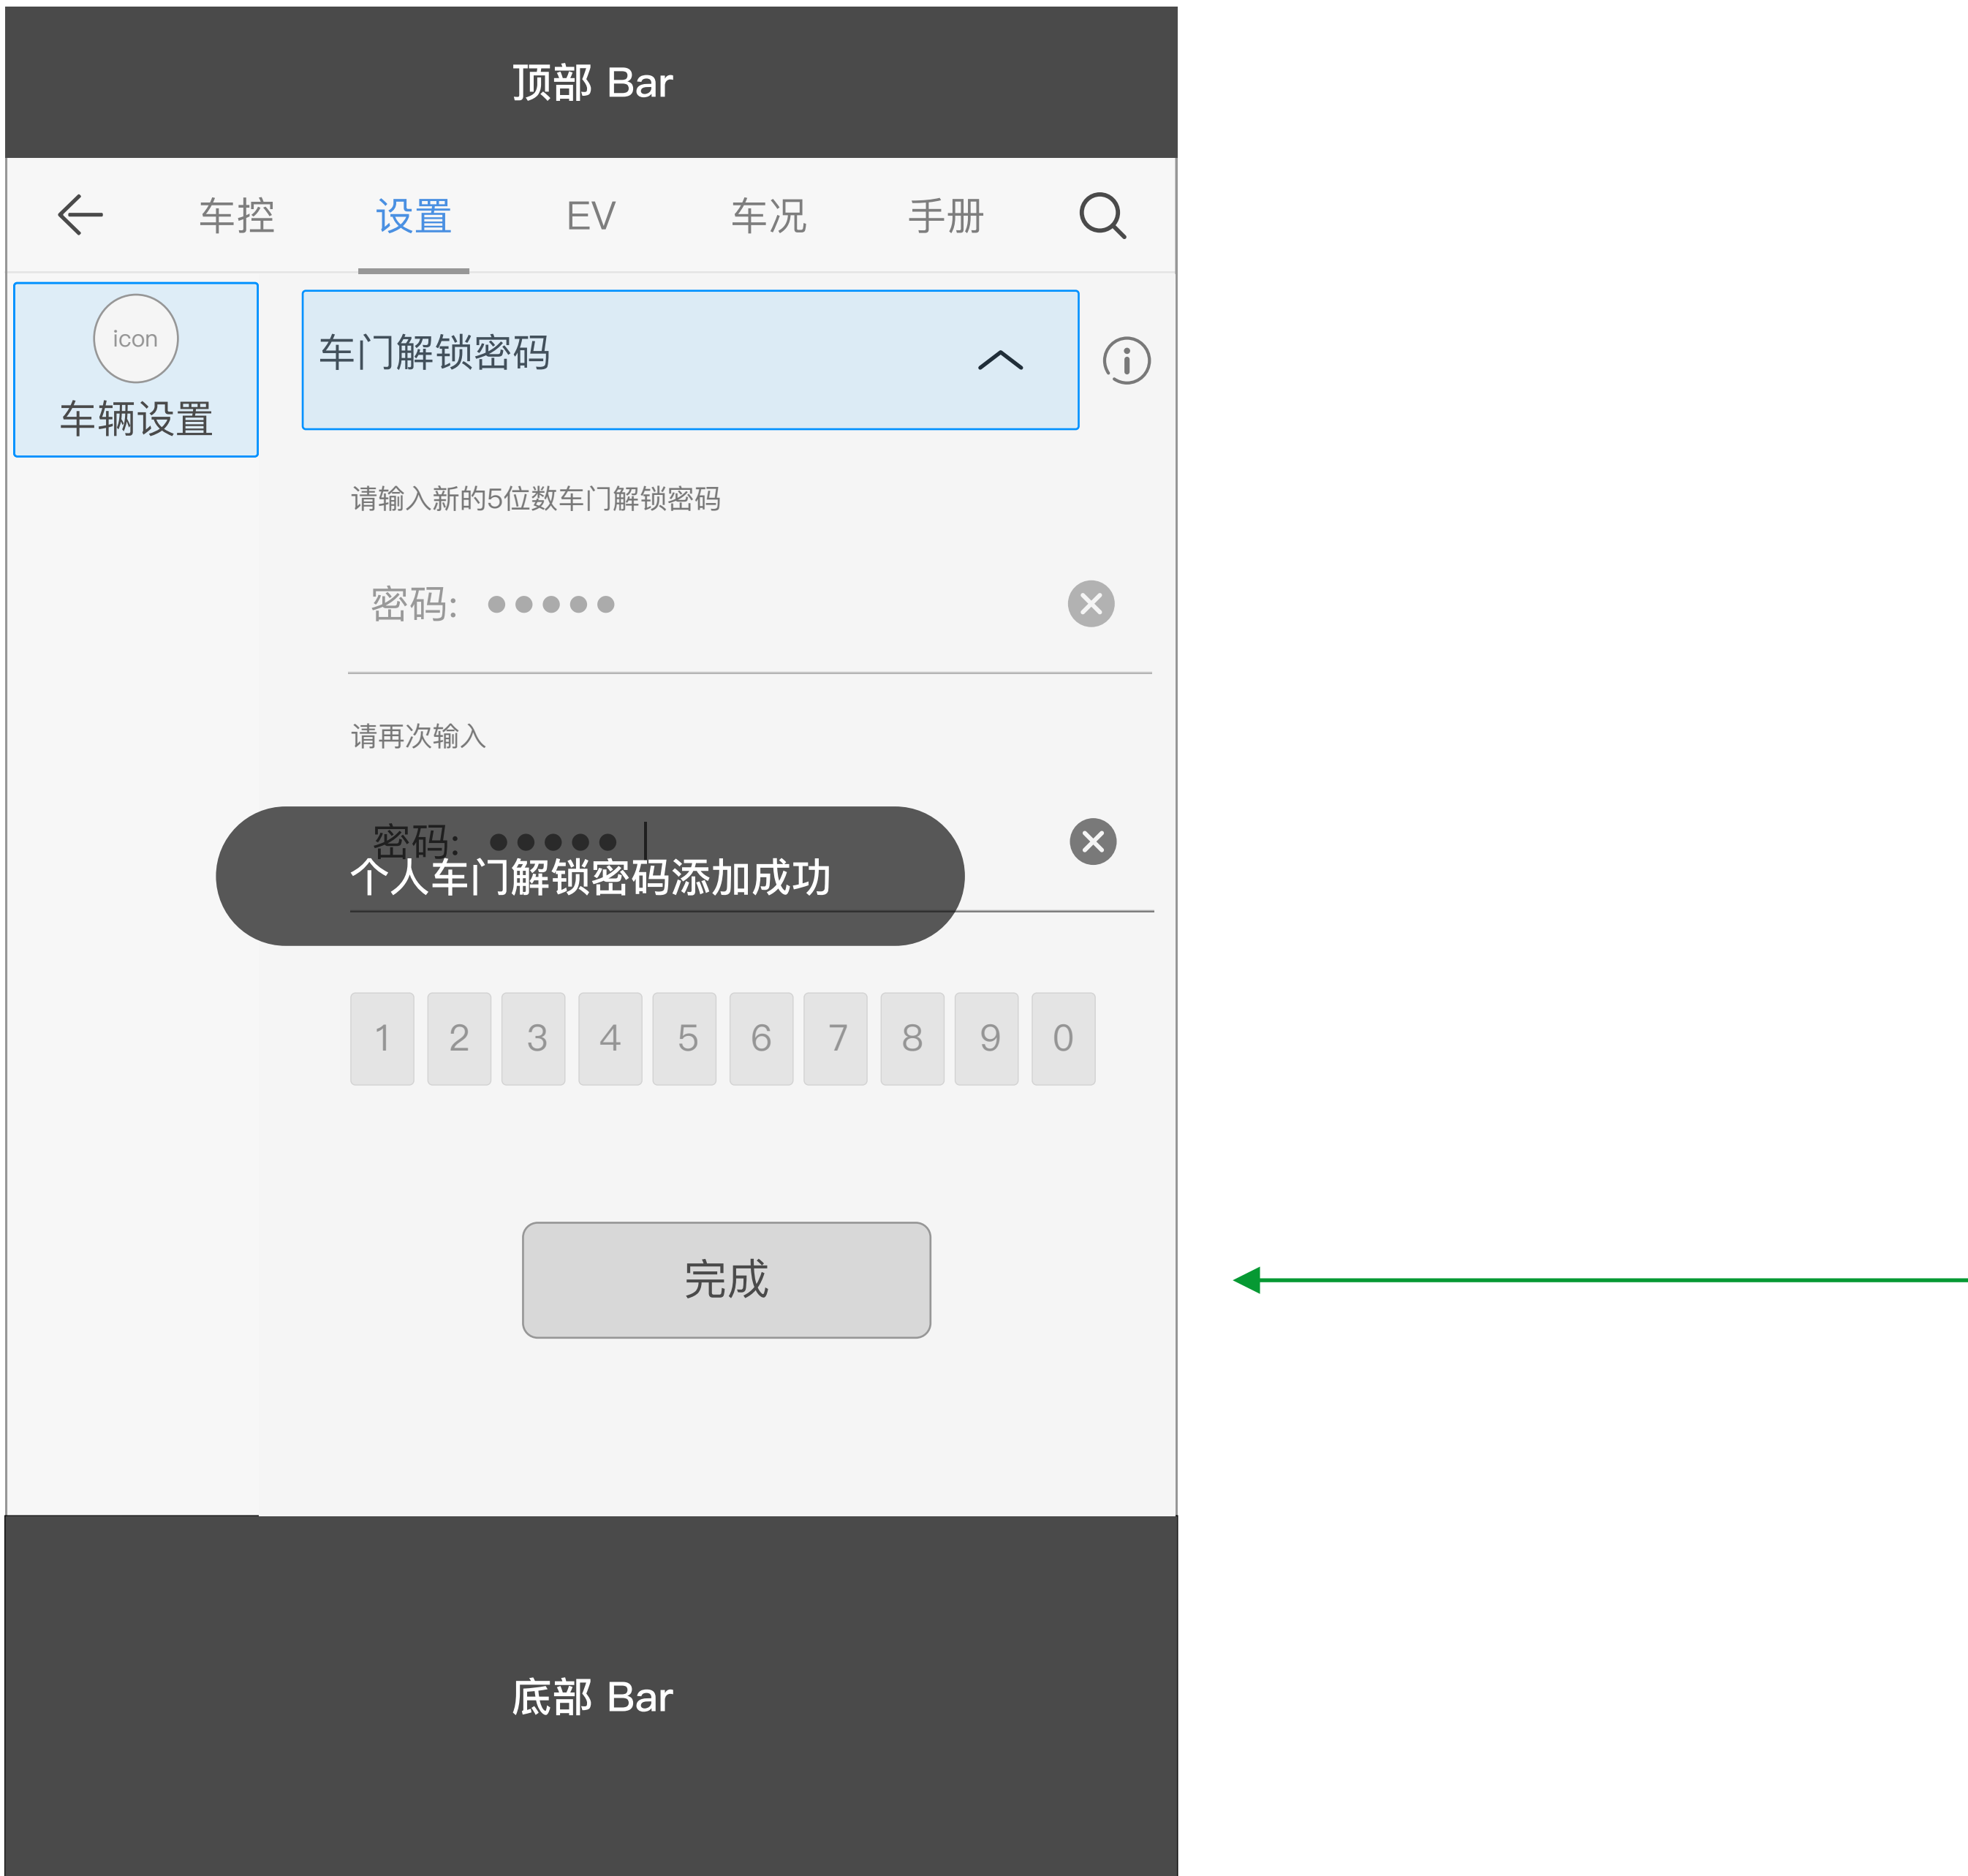 顶部 Bar
车控 设置 EV 车况 手册
icon
车辆设置
车门解锁密码
请输入新的5位数车门解锁密码
密码: ●●●●●
请再次输入
密码: ●●●●●
个人车门解锁密码添加成功
1 2 3 4 5 6 7 8 9 0
完成
底部 Bar